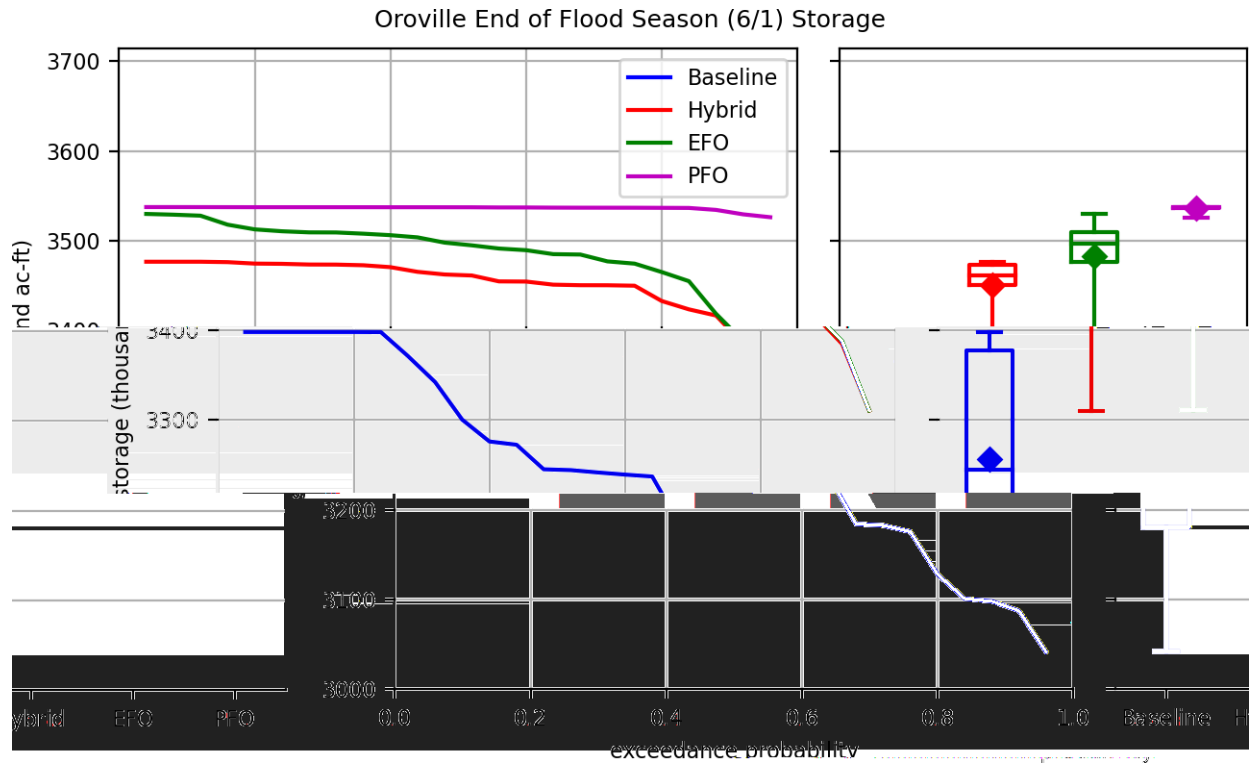 Oroville End of Flood Season (6/1) Storage
3700
3600
3500
3400
3300
3200
3100
3000
nd ac-ft)
Storage (thousa
Baseline
Hybrid
EFO
PFO
ybrid EFO PFO 0.0 0.2 0.4 0.6 0.8 1.0 Baseline H
exceedance probability